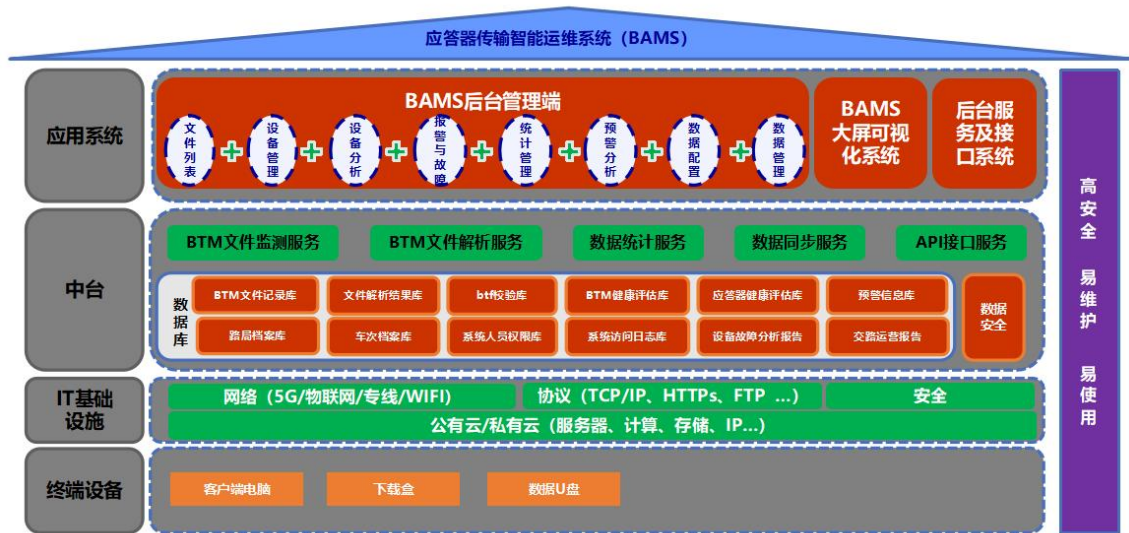 应答器传输智能运维系统（BAMS）
应用系统
BAMS后台管理端
文件列表
设备管理
设备分析
报警与故障
统计管理
预警分析
数据配置
数据管理
BAMS
大屏可视
化系统
后台服
务及接
口系统
中台
BTM文件监测服务
BTM文件解析服务
数据统计服务
数据同步服务
API接口服务
数据库
BTM文件记录库
文件解析结果库
btf校验库
BTM健康评估库
应答器健康评估库
预警信息库
路局档案库
车次档案库
系统人员权限库
系统访问日志库
设备故障分析报告
交路运营报告
数据
安全
IT基础
设施
网络（5G/物联网/专线/WIFI）
协议（TCP/IP、HTTPs、FTP ...）
安全
公有云/私有云（服务器、计算、存储、IP...）
终端设备
客户端电脑
下载盒
数据U盘
高安全 易维护 易使用